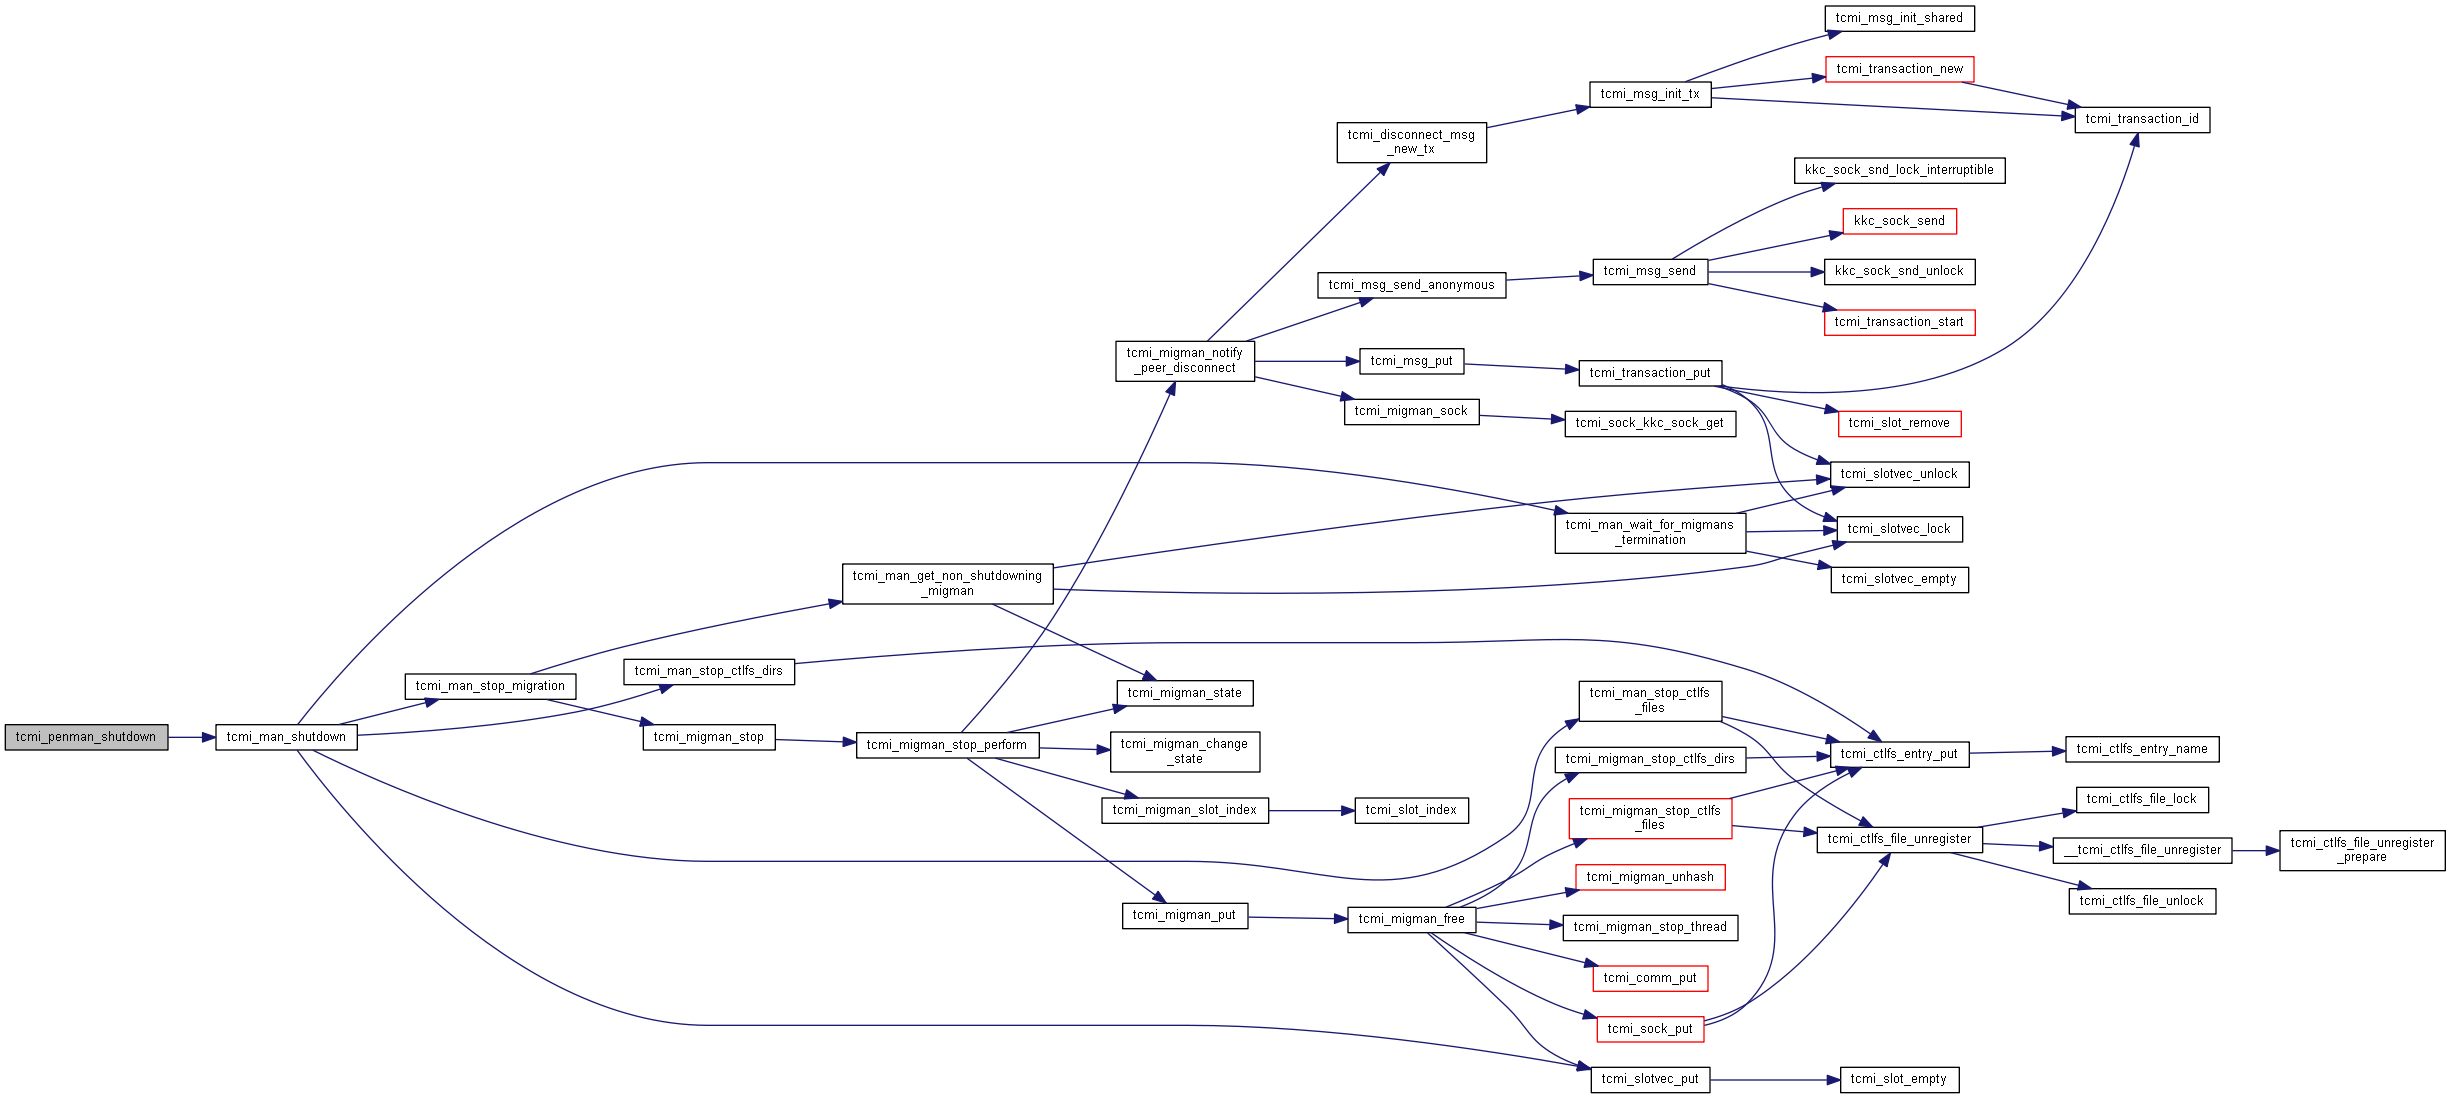 tcmi_msg_init_shared
tcmi_transaction_new
tcmi_msg_init_tx
tcmi_transaction_id
tcmi_disconnect_msg
_new_tx
kkc_sock_snd_lock_interruptible
kkc_sock_send
tcmi_msg_send
kkc_sock_snd_unlock
tcmi_msg_send_anonymous
tcmi_transaction_start
tcmi_migman_notify
_peer_disconnect
tcmi_msg_put
tcmi_transaction_put
tcmi_migman_sock
tcmi_sock_kkc_sock_get
tcmi_slot_remove
tcmi_slotvec_unlock
tcmi_man_wait_for_migmans
_termination
tcmi_slotvec_lock
tcmi_slotvec_empty
tcmi_man_get_non_shutdowning
_migman
tcmi_man_stop_ctlfs_dirs
tcmi_man_stop_migration
tcmi_migman_state
tcmi_man_stop_ctlfs
_files
tcmi_penman_shutdown
tcmi_man_shutdown
tcmi_migman_stop
tcmi_migman_stop_perform
tcmi_migman_change
_state
tcmi_migman_stop_ctlfs_dirs
tcmi_ctlfs_entry_put
tcmi_ctlfs_entry_name
tcmi_migman_slot_index
tcmi_slot_index
tcmi_migman_stop_ctlfs
_files
tcmi_ctlfs_file_lock
tcmi_ctlfs_file_unregister
__tcmi_ctlfs_file_unregister
tcmi_ctlfs_file_unregister
_prepare
tcmi_migman_unhash
tcmi_ctlfs_file_unlock
tcmi_migman_put
tcmi_migman_free
tcmi_migman_stop_thread
tcmi_comm_put
tcmi_sock_put
tcmi_slotvec_put
tcmi_slot_empty